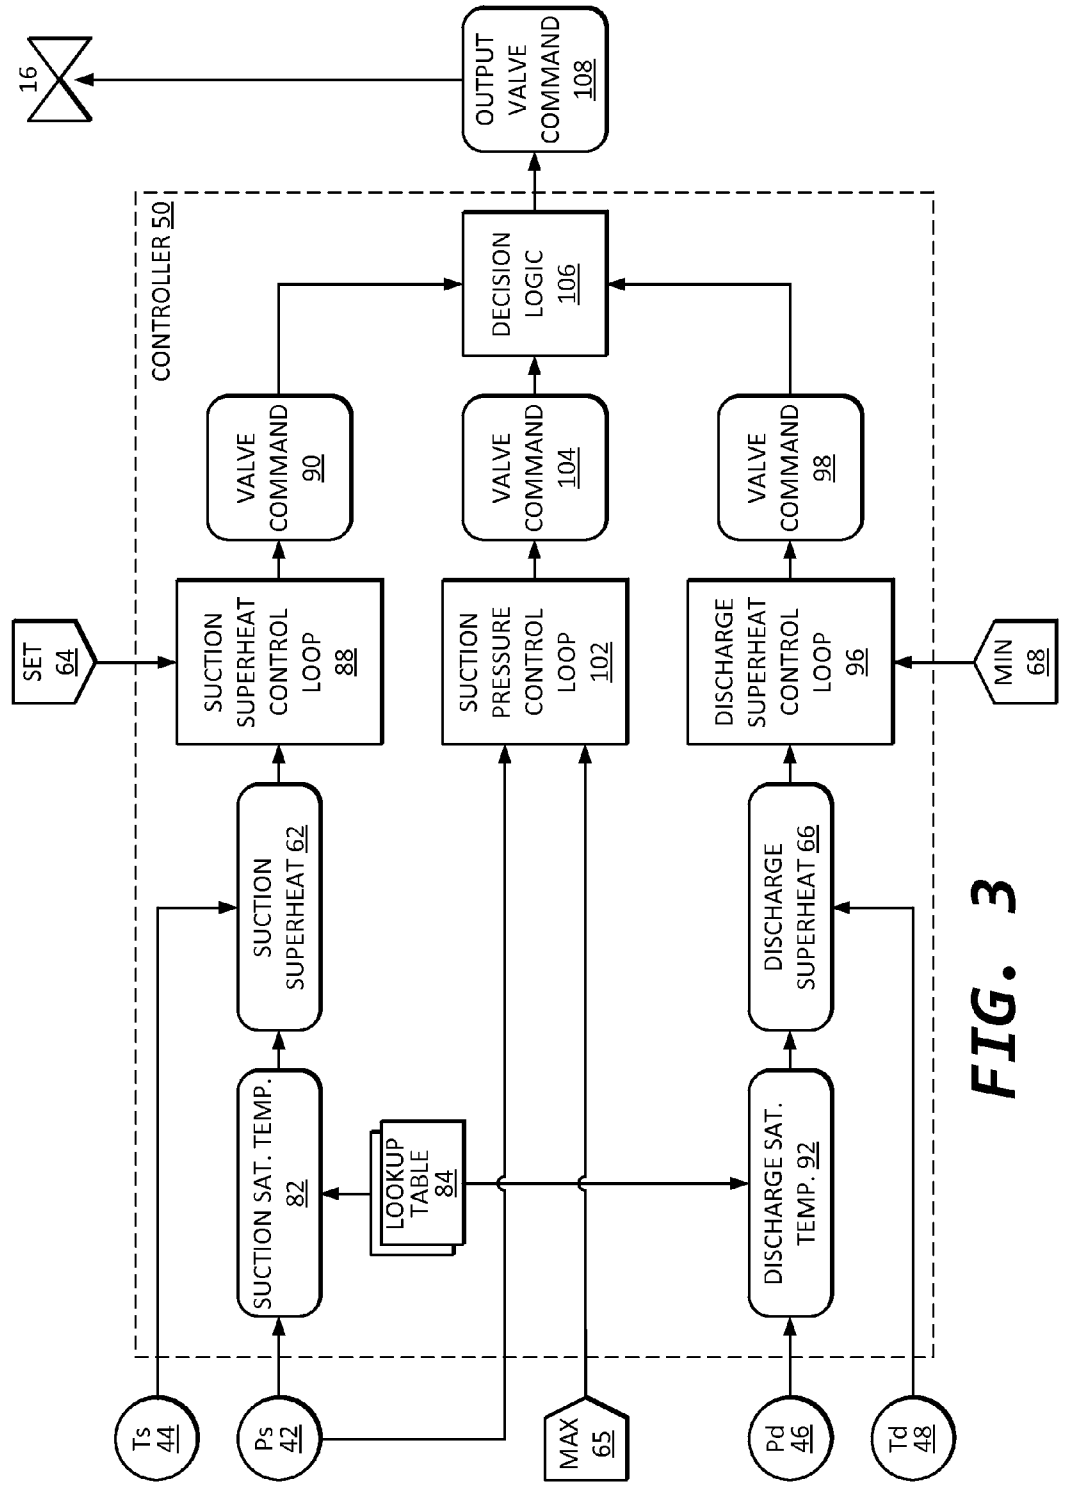 16
OUTPUT
VALVE
COMMAND
108
CONTROLLER 50
DECISION
LOGIC
106
VALVE
COMMAND
90
VALVE
COMMAND
104
VALVE
COMMAND
98
SET
64
SUCTION
SUPERHEAT
CONTROL
LOOP
88
SUCTION
PRESSURE
CONTROL
LOOP
102
DISCHARGE
SUPERHEAT
CONTROL
LOOP
96
MIN
68
SUCTION
SUPERHEAT 62
DISCHARGE
SUPERHEAT 66
SUCTION SAT. TEMP.
82
LOOKUP
TABLE
84
DISCHARGE SAT.
TEMP. 92
Ts
44
Ps
42
MAX
65
Pd
46
Td
48
FIG. 3